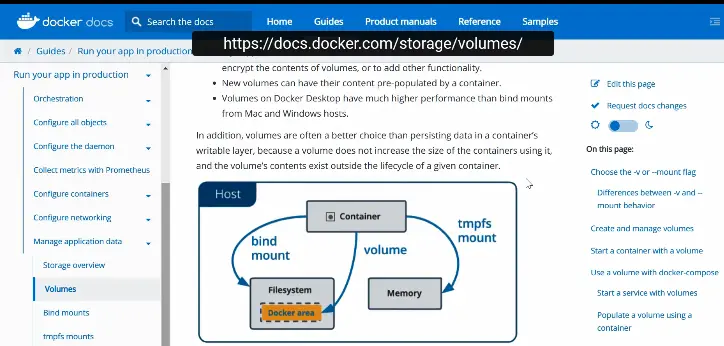 docker docs
Search the docs
Home
Guides
Product manuals
Reference
Samples
https://docs.docker.com/storage/volumes/
/ Guides / Run your app in production
Run your app in production
Orchestration
Configure all objects
Configure the daemon
Collect metrics with Prometheus
Configure containers
Configure networking
Manage application data
Storage overview
Volumes
Bind mounts
tmpfs mounts
encrypt the contents of volumes, or to add other functionality.
• New volumes can have their content pre-populated by a container.
• Volumes on Docker Desktop have much higher performance than bind mounts
from Mac and Windows hosts.
In addition, volumes are often a better choice than persisting data in a container's
writable layer, because a volume does not increase the size of the containers using it,
and the volume's contents exist outside the lifecycle of a given container.
Host
Container
bind
mount
volume
tmpfs
mount
Filesystem
Docker area
Memory
Edit this page
Request docs changes
On this page:
Choose the -v or --mount flag
Differences between -v and --
mount behavior
Create and manage volumes
Start a container with a volume
Use a volume with docker-compose
Start a service with volumes
Populate a volume using a
container